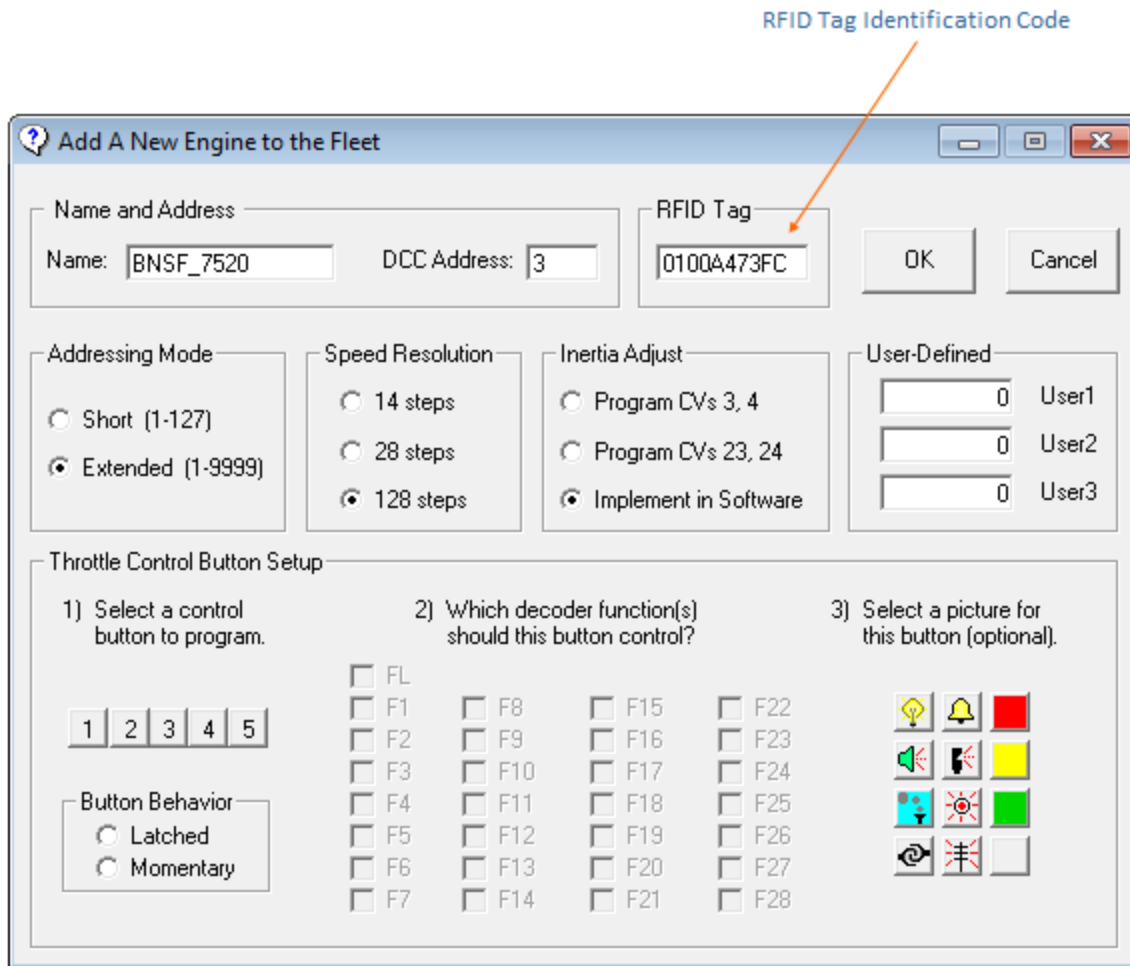 RFID Tag Identification Code
Add A New Engine to the Fleet
Name and Address
RFID Tag
Name: BNSF_7520 DCC Address: 3
0100A473FC
OK
Cancel
Addressing Mode
Short (1-127)
Extended (1-9999)
Speed Resolution
14 steps
28 steps
128 steps
Inertia Adjust
Program CVs 3, 4
Program CVs 23, 24
Implement in Software
User-Defined
0 User1
0 User2
0 User3
Throttle Control Button Setup
1) Select a control
button to program.
1 2 3 4 5
Button Behavior
Latched
Momentary
2) Which decoder function(s)
should this button control?
FL
F1 F8 F15 F22
F2 F9 F16 F23
F3 F10 F17 F24
F4 F11 F18 F25
F5 F12 F19 F26
F6 F13 F20 F27
F7 F14 F21 F28
3) Select a picture for
this button (optional).